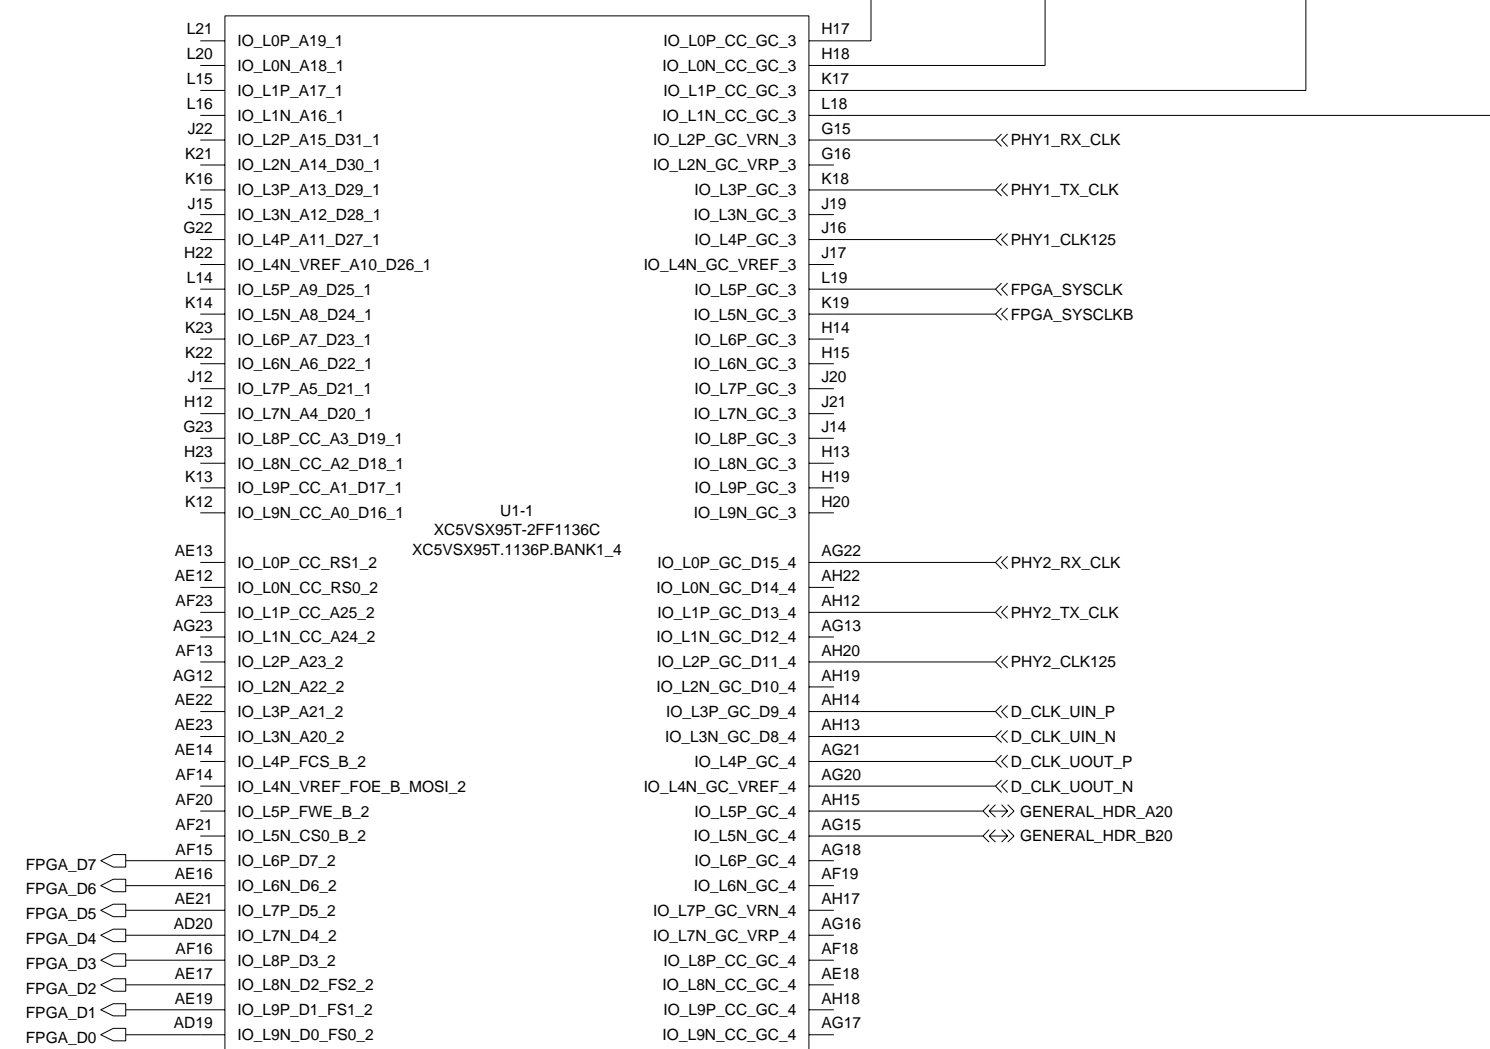 L21 IO_L0P_A19_1 IO_L0P_CC_GC_3 H17
L20 IO_L0N_A18_1 IO_L0N_CC_GC_3 H18
L15 IO_L1P_A17_1 IO_L1P_CC_GC_3 K17
L16 IO_L1N_A16_1 IO_L1N_CC_GC_3 L18
J22 IO_L2P_A15_D31_1 IO_L2P_GC_VRN_3 G15 PHY1_RX_CLK
K21 IO_L2N_A14_D30_1 IO_L2N_GC_VRP_3 G16
K16 IO_L3P_A13_D29_1 IO_L3P_GC_3 K18 PHY1_TX_CLK
J15 IO_L3N_A12_D28_1 IO_L3N_GC_3 J19
G22 IO_L4P_A11_D27_1 IO_L4P_GC_3 J16 PHY1_CLK125
H22 IO_L4N_VREF_A10_D26_1 IO_L4N_GC_VREF_3 J17
L14 IO_L5P_A9_D25_1 IO_L5P_GC_3 L19 FPGA_SYSCLK
K14 IO_L5N_A8_D24_1 IO_L5N_GC_3 K19 FPGA_SYSCLKB
K23 IO_L6P_A7_D23_1 IO_L6P_GC_3 H14
K22 IO_L6N_A6_D22_1 IO_L6N_GC_3 H15
J12 IO_L7P_A5_D21_1 IO_L7P_GC_3 J20
H12 IO_L7N_A4_D20_1 IO_L7N_GC_3 J21
G23 IO_L8P_CC_A3_D19_1 IO_L8P_GC_3 J14
H23 IO_L8N_CC_A2_D18_1 IO_L8N_GC_3 H13
K13 IO_L9P_CC_A1_D17_1 IO_L9P_GC_3 H19
K12 IO_L9N_CC_A0_D16_1 IO_L9N_GC_3 H20
U1-1
XC5VSX95T-2FF1136C
XC5VSX95T.1136P.BANK1_4
AE13 IO_L0P_CC_RS1_2 IO_L0P_GC_D15_4 AG22 PHY2_RX_CLK
AE12 IO_L0N_CC_RS0_2 IO_L0N_GC_D14_4 AH22
AF23 IO_L1P_CC_A25_2 IO_L1P_GC_D13_4 AH12 PHY2_TX_CLK
AG23 IO_L1N_CC_A24_2 IO_L1N_GC_D12_4 AG13
AF13 IO_L2P_A23_2 IO_L2P_GC_D11_4 AH20 PHY2_CLK125
AG12 IO_L2N_A22_2 IO_L2N_GC_D10_4 AH19
AE22 IO_L3P_A21_2 IO_L3P_GC_D9_4 AH14 D_CLK_UIN_P
AE23 IO_L3N_A20_2 IO_L3N_GC_D8_4 AH13 D_CLK_UIN_N
AE14 IO_L4P_FCS_B_2 IO_L4P_GC_4 AG21 D_CLK_UOUT_P
AF14 IO_L4N_VREF_FOE_B_MOSI_2 IO_L4N_GC_VREF_4 AG20 D_CLK_UOUT_N
AF20 IO_L5P_FWE_B_2 IO_L5P_GC_4 AH15 GENERAL_HDR_A20
AF21 IO_L5N_CS0_B_2 IO_L5N_GC_4 AG15 GENERAL_HDR_B20
FPGA_D7 AF15 IO_L6P_D7_2 IO_L6P_GC_4 AG18
FPGA_D6 AE16 IO_L6N_D6_2 IO_L6N_GC_4 AF19
FPGA_D5 AE21 IO_L7P_D5_2 IO_L7P_GC_VRN_4 AH17
FPGA_D4 AD20 IO_L7N_D4_2 IO_L7N_GC_VRP_4 AG16
FPGA_D3 AF16 IO_L8P_D3_2 IO_L8P_CC_GC_4 AF18
FPGA_D2 AE17 IO_L8N_D2_FS2_2 IO_L8N_CC_GC_4 AE18
FPGA_D1 AE19 IO_L9P_D1_FS1_2 IO_L9P_CC_GC_4 AH18
FPGA_D0 AD19 IO_L9N_D0_FS0_2 IO_L9N_CC_GC_4 AG17